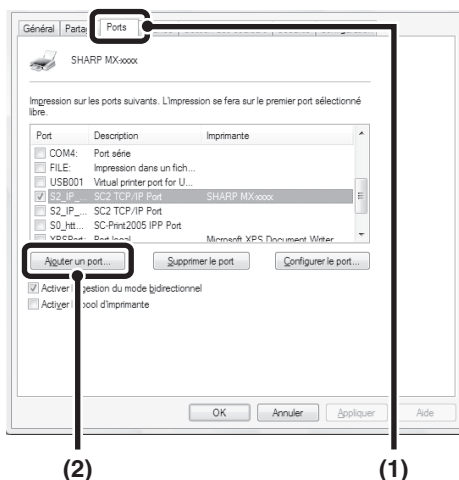 Général Ports
SHARP MX-xxxx
Impression sur les ports suivants. L'impression se fera sur le premier port sélectionné
libre.
Port Description Imprimante
COM4: Port série
FILE: Impression dans un fich...
USB001 Virtual printer port for U...
S2_IP_... SC2 TCP/IP Port SHARP MX-xxxx
S2_IP_... SC2 TCP/IP Port
S0_htt... SC-Print2005 IPP Port
XPSPort: Port local Microsoft XPS Document Writer
Ajouter un port... Supprimer le port Configurer le port...
Activer gestion du mode bidirectionnel
Activer pool d'imprimante
OK Annuler Appliquer Aide
(2) (1)